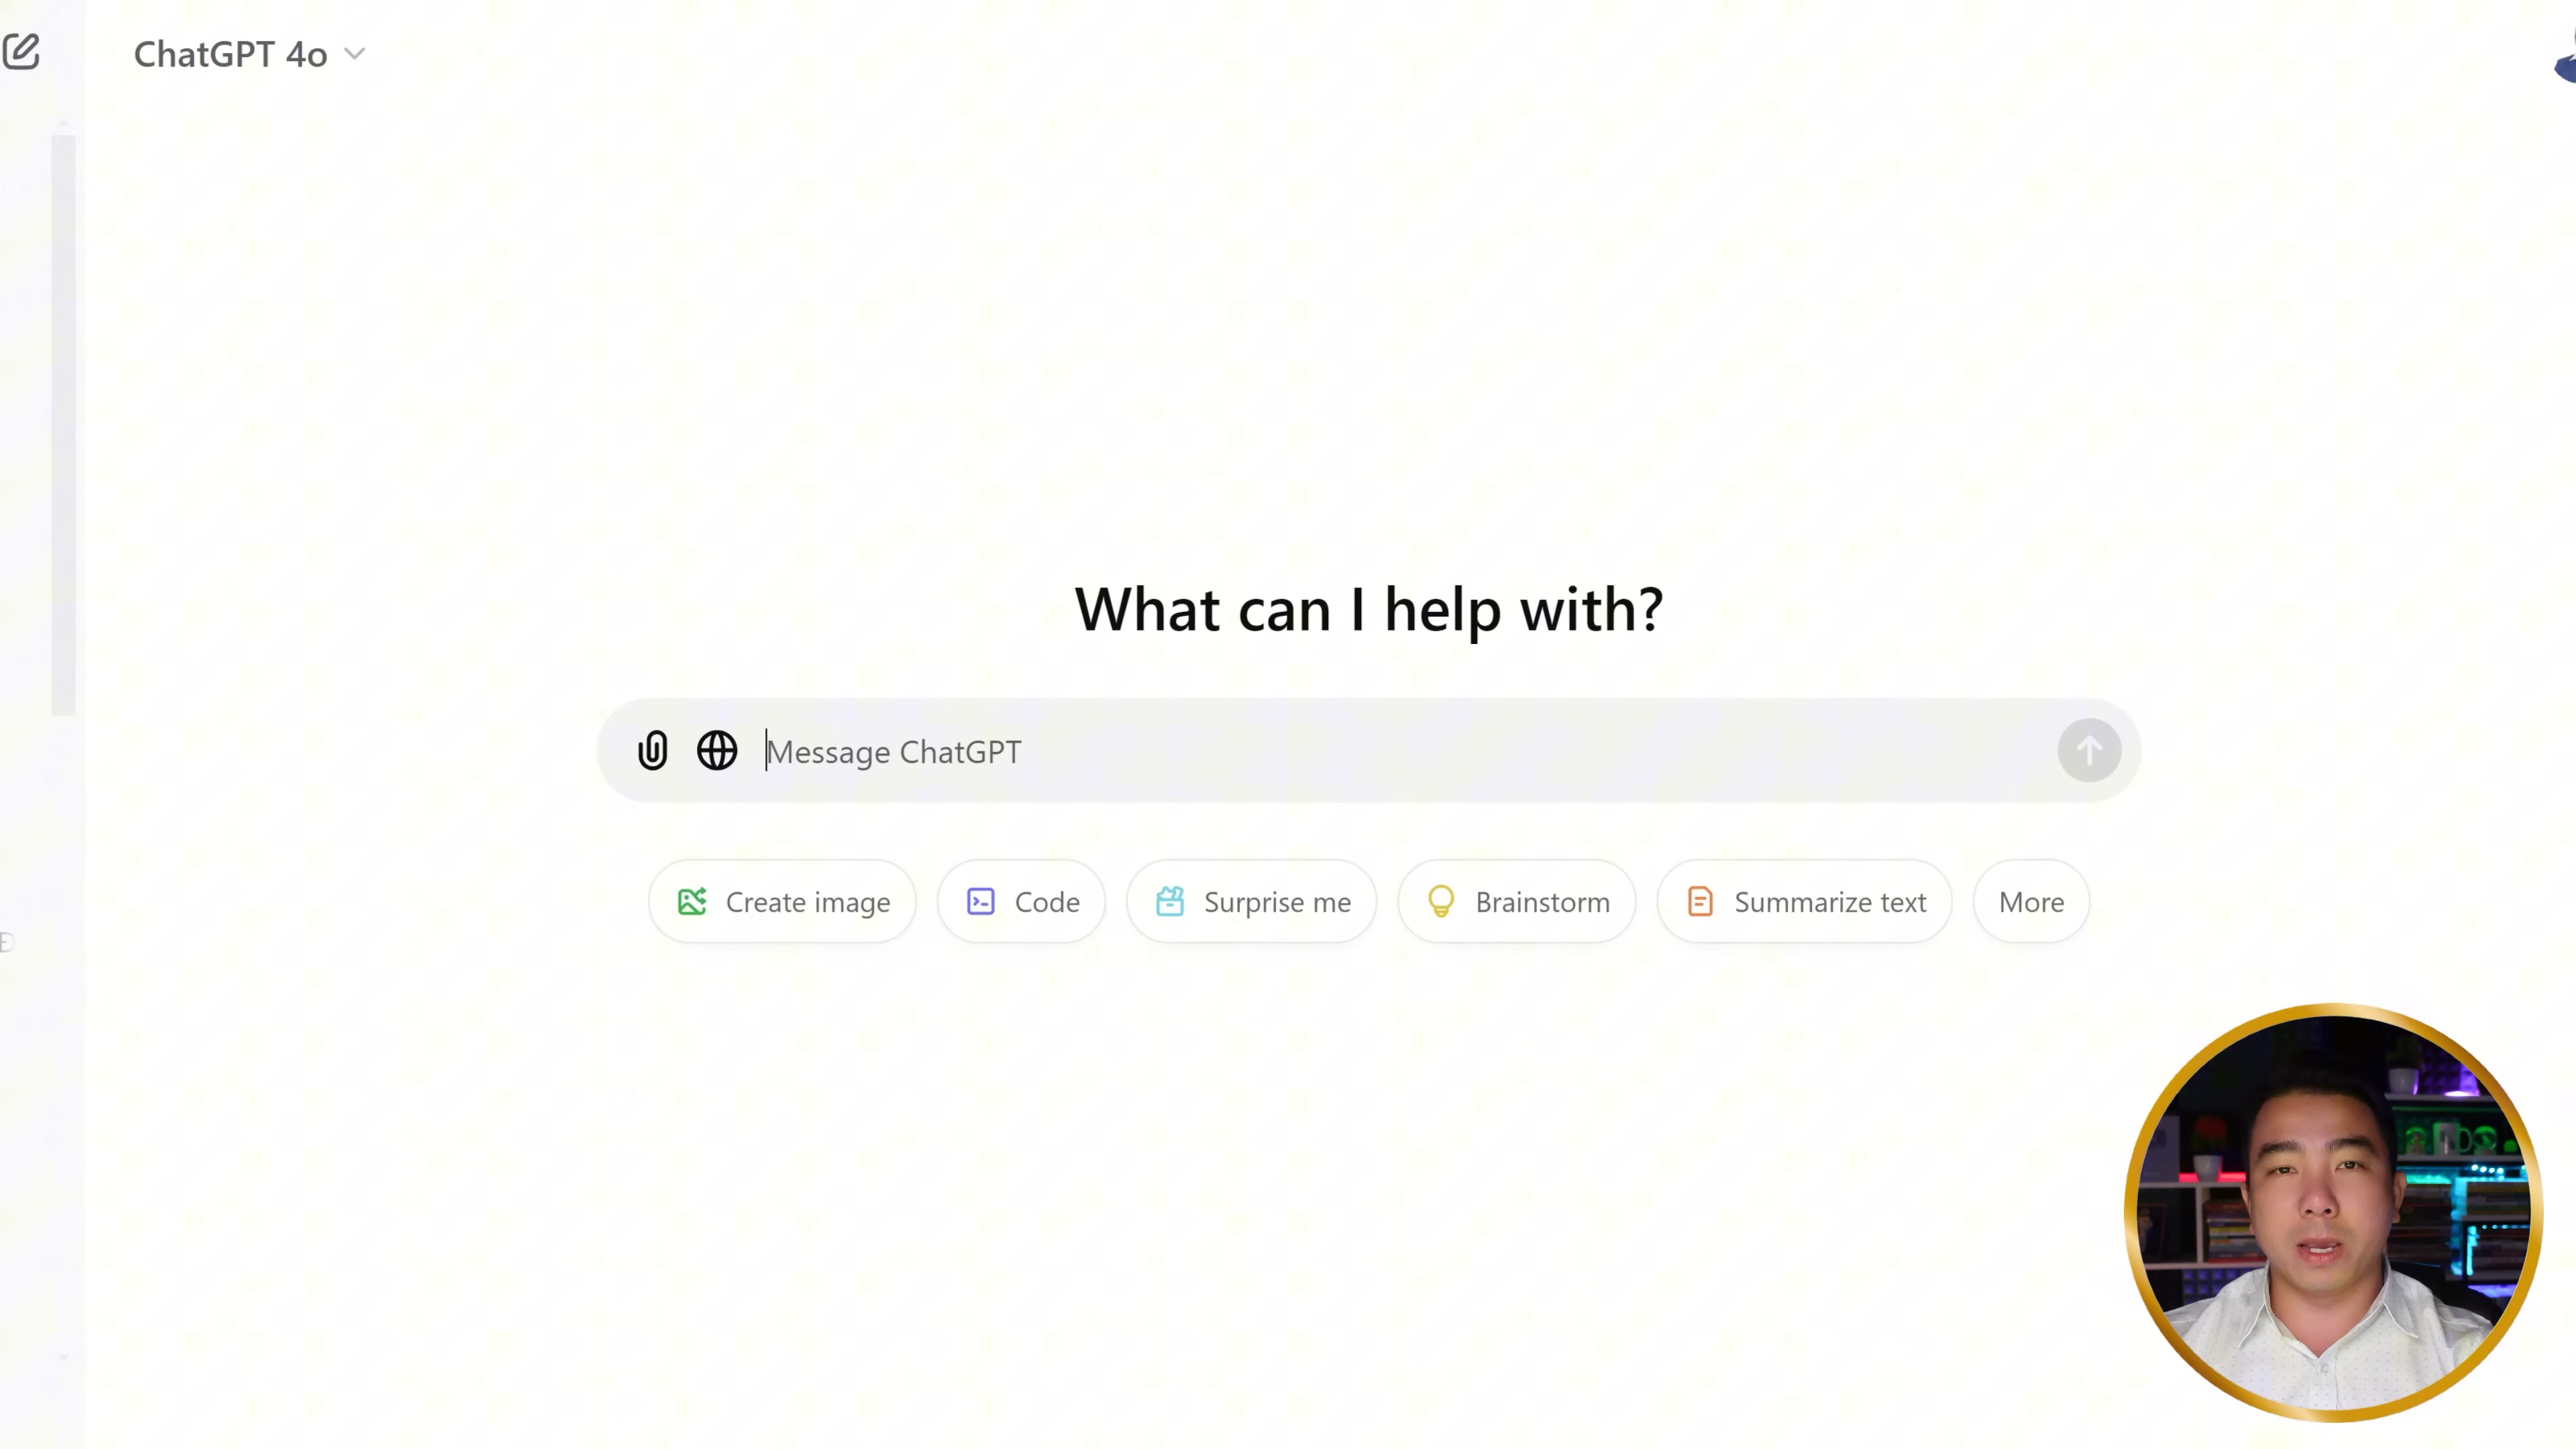 ChatGPT 4o
What can I help with?
Message ChatGPT
Create image
Code
Surprise me
Brainstorm
Summarize text
More